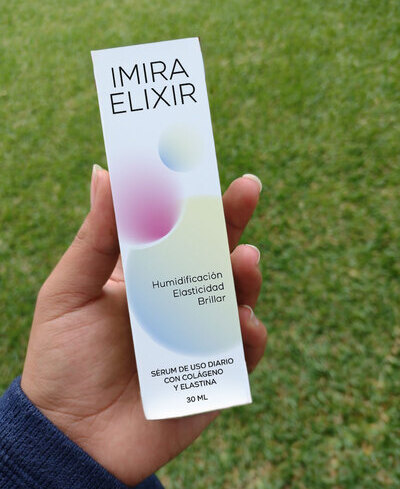 IMIRA
ELIXIR
Humidificación
Elasticidad
Brillar
SÉRUM DE USO DIARIO
CON COLÁGENO
Y ELASTINA
30 ML